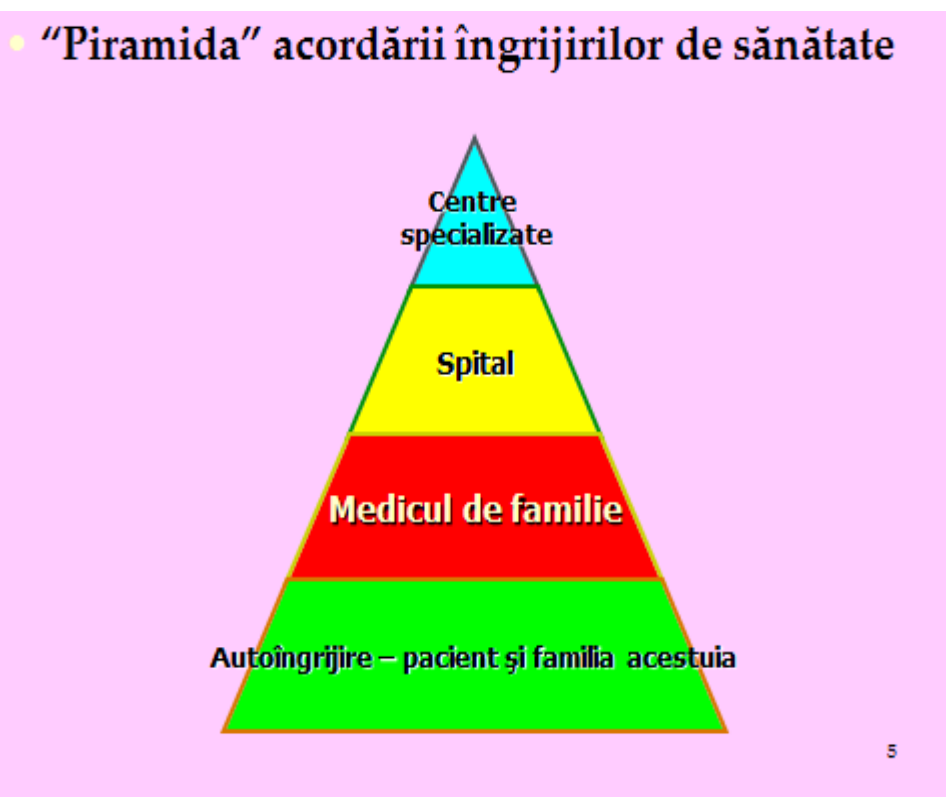 • “Piramida” acordării îngrijirilor de sănătate
Centre
specializate
Spital
Medicul de familie
Autoîngrijire – pacient şi familia acestuia
5